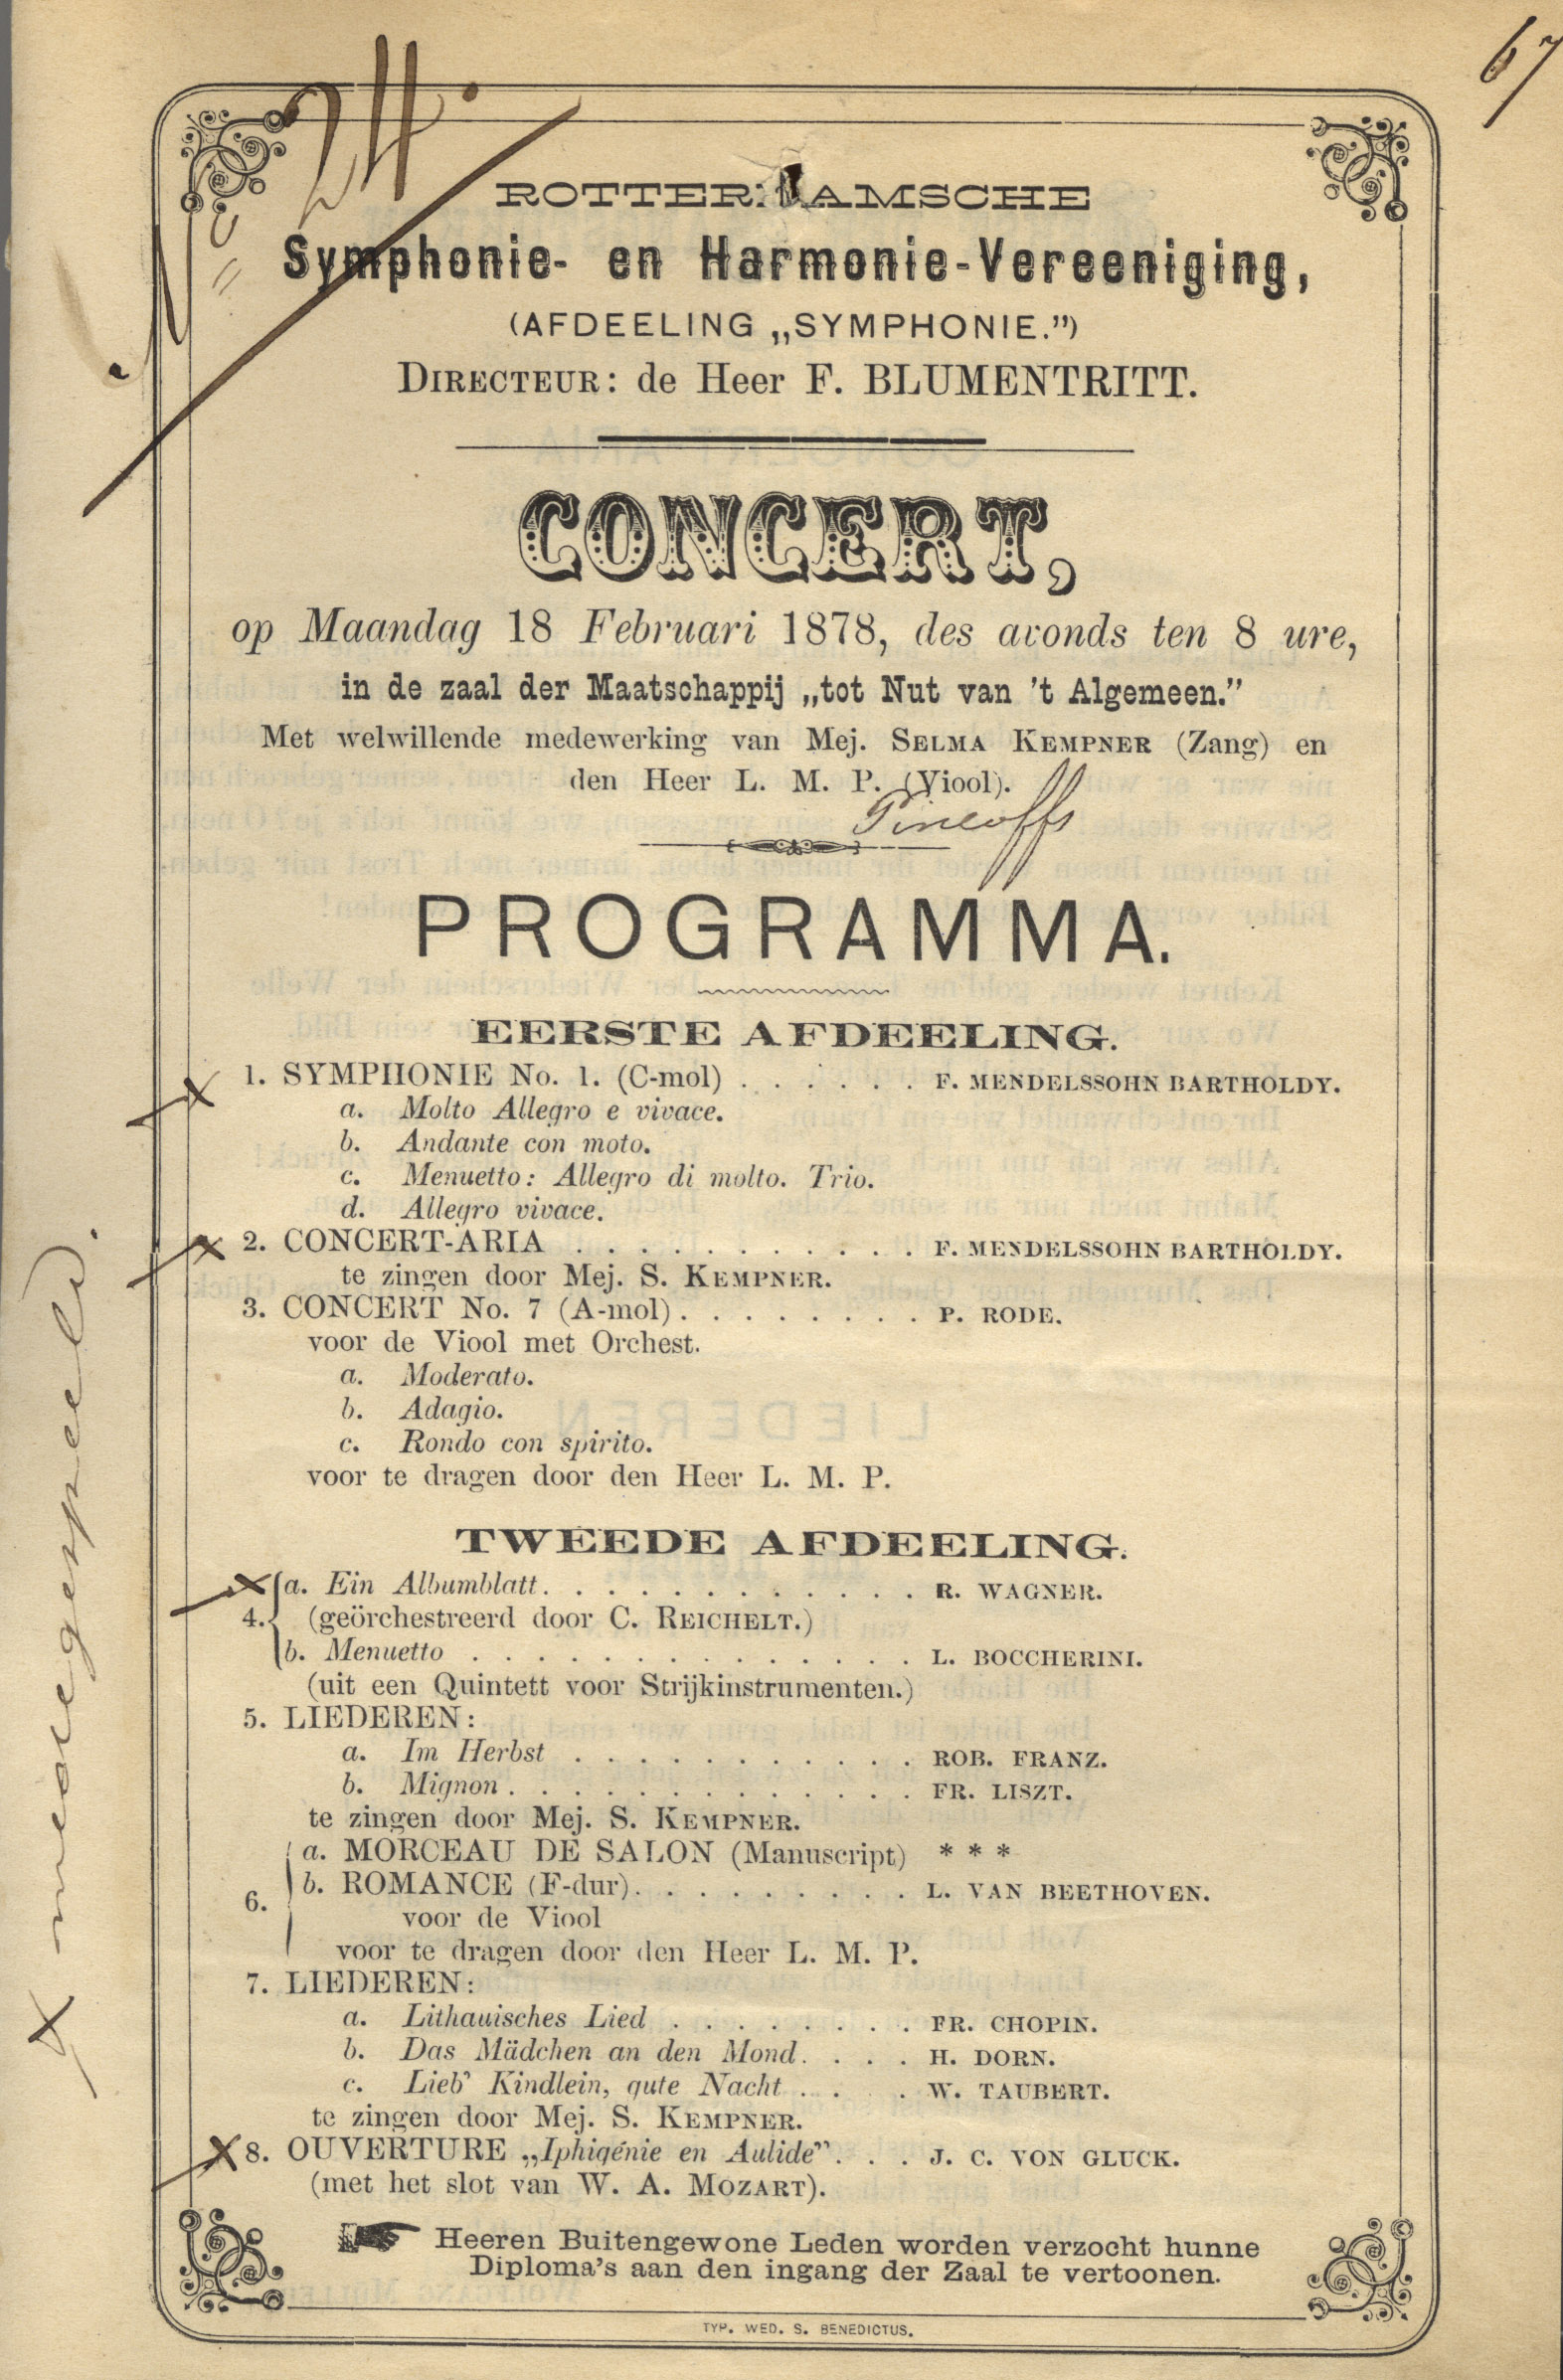 67
ROTTERDAMSCHE
Symphonie- en Harmonie-Vereeniging,
(AFDEELING „SYMPHONIE.”)
DIRECTEUR: de Heer F. BLUMENTRITT.
CONCERT,
op Maandag 18 Februari 1878, des avonds ten 8 ure,
in de zaal der Maatschappij „tot Nut van 't Algemeen.”
Met welwillende medewerking van Mej. SELMA KEMPNER (Zang) en
den Heer L. M. P. (Viool).
Pincoffs
PROGRAMMA.
EERSTE AFDEELING.
1. SYMPHONIE No. 1. (C-mol) . . . . . . F. MENDELSSOHN BARTHOLDY.
a. Molto Allegro e vivace.
b. Andante con moto.
c. Menuetto: Allegro di molto. Trio.
d. Allegro vivace.
2. CONCERT-ARIA . . . . . . . . . . . F. MENDELSSOHN BARTHOLDY.
te zingen door Mej. S. KEMPNER.
3. CONCERT No. 7 (A-mol) . . . . . . . . P. RODE.
voor de Viool met Orchest.
a. Moderato.
b. Adagio.
c. Rondo con spirito.
voor te dragen door den Heer L. M. P.
TWEEDE AFDEELING.
a. Ein Albumblatt. . . . . . . . . . . . R. WAGNER.
4. (geörchestreerd door C. REICHELT.)
b. Menuetto . . . . . . . . . . . . . . L. BOCCHERINI.
(uit een Quintett voor Strijkinstrumenten.)
5. LIEDEREN:
a. Im Herbst . . . . . . . . . . . ROB. FRANZ.
b. Mignon . . . . . . . . . . . . . FR. LISZT.
te zingen door Mej. S. KEMPNER.
a. MORCEAU DE SALON (Manuscript) * * *
6. b. ROMANCE (F-dur). . . . . . . . . L. VAN BEETHOVEN.
voor de Viool
voor te dragen door den Heer L. M. P.
7. LIEDEREN:
a. Lithauisches Lied . . . . . . . . FR. CHOPIN.
b. Das Mädchen an den Mond. . . . H. DORN.
c. Lieb' Kindlein, gute Nacht . . . . W. TAUBERT.
te zingen door Mej. S. KEMPNER.
8. OUVERTURE „Iphigénie en Aulide”. . . J. C. VON GLUCK.
(met het slot van W. A. MOZART).
Heeren Buitengewone Leden worden verzocht hunne
Diploma's aan den ingang der Zaal te vertoonen.
TYP. WED. S. BENEDICTUS.
x medegespeeld.